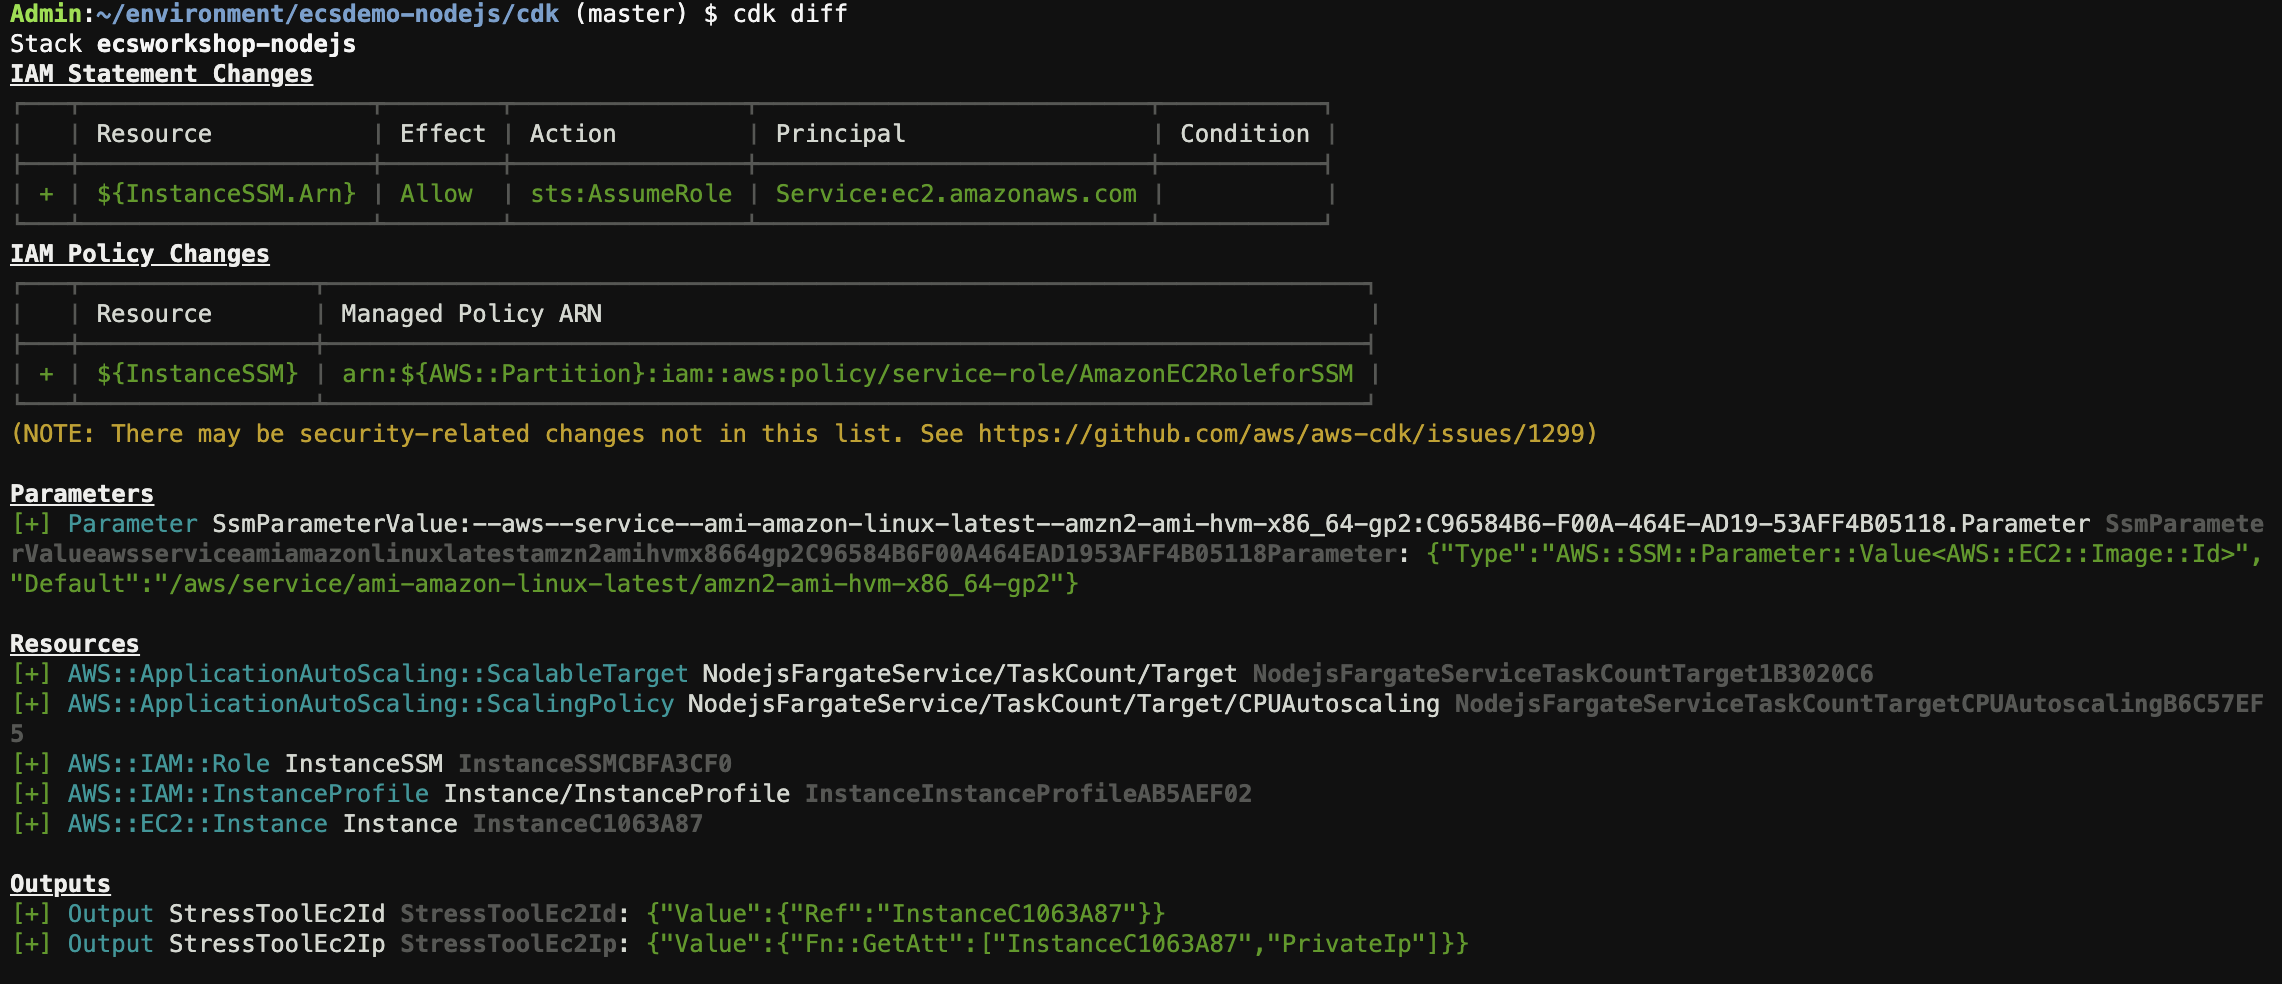 Admin:~/environment/ecsdemo-nodejs/cdk (master) $ cdk diff
Stack ecsworkshop-nodejs
IAM Statement Changes
Resource | Effect | Action | Principal | Condition
+ | ${InstanceSSM.Arn} | Allow | sts:AssumeRole | Service:ec2.amazonaws.com |
IAM Policy Changes
Resource | Managed Policy ARN
+ | ${InstanceSSM} | arn:${AWS::Partition}:iam::aws:policy/service-role/AmazonEC2RoleforSSM
(NOTE: There may be security-related changes not in this list. See https://github.com/aws/aws-cdk/issues/1299)
Parameters
[+] Parameter SsmParameterValue:--aws--service--ami-amazon-linux-latest--amzn2-ami-hvm-x86_64-gp2:C96584B6-F00A-464E-AD19-53AFF4B05118.Parameter SsmParamete
rValueawsserviceamiamazonlinuxlatestamzn2amihvmx8664gp2C96584B6F00A464EAD1953AFF4B05118Parameter: {"Type":"AWS::SSM::Parameter::Value<AWS::EC2::Image::Id>",
"Default":"/aws/service/ami-amazon-linux-latest/amzn2-ami-hvm-x86_64-gp2"}
Resources
[+] AWS::ApplicationAutoScaling::ScalableTarget NodejsFargateService/TaskCount/Target NodejsFargateServiceTaskCountTarget1B3020C6
[+] AWS::ApplicationAutoScaling::ScalingPolicy NodejsFargateService/TaskCount/Target/CPUAutoscaling NodejsFargateServiceTaskCountTargetCPUAutoscalingB6C57EF
5
[+] AWS::IAM::Role InstanceSSM InstanceSSMCBFA3CF0
[+] AWS::IAM::InstanceProfile Instance/InstanceProfile InstanceInstanceProfileAB5AEF02
[+] AWS::EC2::Instance Instance InstanceC1063A87
Outputs
[+] Output StressToolEc2Id StressToolEc2Id: {"Value":{"Ref":"InstanceC1063A87"}}
[+] Output StressToolEc2Ip StressToolEc2Ip: {"Value":{"Fn::GetAtt":["InstanceC1063A87","PrivateIp"]}}